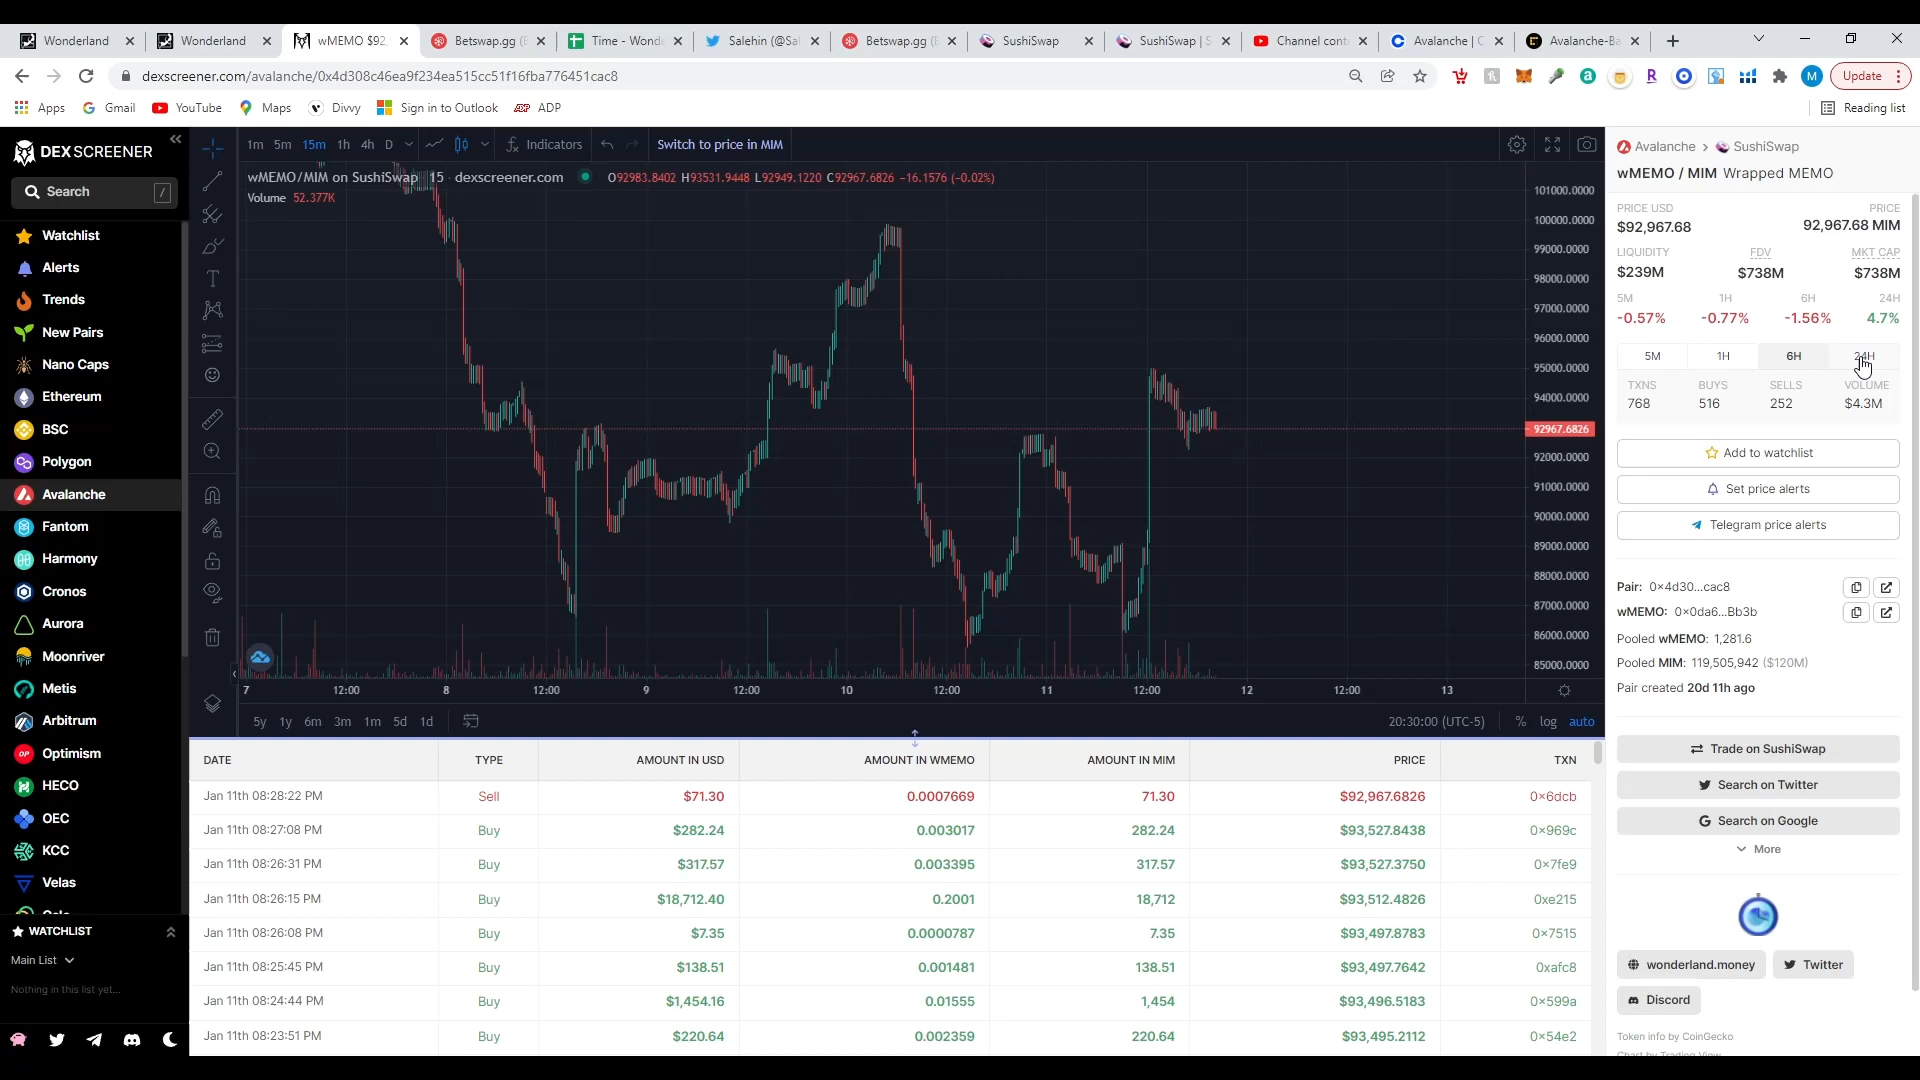 Wonderland
Wonderland
wMEMO $92,
Betswap.gg (E
Time - Wonde
Salehin (@Sal
Betswap.gg (E
SushiSwap
SushiSwap | S
Channel cont
Avalanche | C
Avalanche-Ba
dexscreener.com/avalanche/0x4d308c46ea9f234ea515cc51f16fba776451cac8
M
Update
Apps
Gmail
YouTube
Maps
Divvy
Sign in to Outlook
ADP
Reading list
DEX SCREENER
Search /
Watchlist
Alerts
Trends
New Pairs
Nano Caps
Ethereum
BSC
Polygon
Avalanche
Fantom
Harmony
Cronos
Aurora
Moonriver
Metis
Arbitrum
Optimism
HECO
OEC
KCC
Velas
WATCHLIST
Main List
Nothing in this list yet...
1m 5m 15m 1h 4h D
Indicators
Switch to price in MIM
wMEMO/MIM on SushiSwap 15 dexscreener.com O92983.8402 H93531.9448 L92949.1220 C92967.6826 -16.1576 (-0.02%)
Volume 52.377K
101000.0000
100000.0000
99000.0000
98000.0000
97000.0000
96000.0000
95000.0000
94000.0000
92967.6826
92000.0000
91000.0000
90000.0000
89000.0000
88000.0000
87000.0000
86000.0000
85000.0000
7 12:00 8 12:00 9 12:00 10 12:00 11 12:00 12 12:00 13
5y 1y 6m 3m 1m 5d 1d
20:30:00 (UTC-5) % log auto
DATE TYPE AMOUNT IN USD AMOUNT IN WMEMO AMOUNT IN MIM PRICE TXN
Jan 11th 08:28:22 PM Sell $71.30 0.0007669 71.30 $92,967.6826 0×6dcb
Jan 11th 08:27:08 PM Buy $282.24 0.003017 282.24 $93,527.8438 0×969c
Jan 11th 08:26:31 PM Buy $317.57 0.003395 317.57 $93,527.3750 0×7fe9
Jan 11th 08:26:15 PM Buy $18,712.40 0.2001 18,712 $93,512.4826 0xe215
Jan 11th 08:26:08 PM Buy $7.35 0.0000787 7.35 $93,497.8783 0×7515
Jan 11th 08:25:45 PM Buy $138.51 0.001481 138.51 $93,497.7642 0xafc8
Jan 11th 08:24:44 PM Buy $1,454.16 0.01555 1,454 $93,496.5183 0×599a
Jan 11th 08:23:51 PM Buy $220.64 0.002359 220.64 $93,495.2112 0×54e2
Avalanche > SushiSwap
wMEMO / MIM Wrapped MEMO
PRICE USD PRICE
$92,967.68 92,967.68 MIM
LIQUIDITY FDV MKT CAP
$239M $738M $738M
5M 1H 6H 24H
-0.57% -0.77% -1.56% 4.7%
5M 1H 6H 24H
TXNS BUYS SELLS VOLUME
768 516 252 $4.3M
Add to watchlist
Set price alerts
Telegram price alerts
Pair: 0×4d30...cac8
wMEMO: 0×0da6...Bb3b
Pooled wMEMO: 1,281.6
Pooled MIM: 119,505,942 ($120M)
Pair created 20d 11h ago
Trade on SushiSwap
Search on Twitter
Search on Google
More
wonderland.money
Twitter
Discord
Token info by CoinGecko